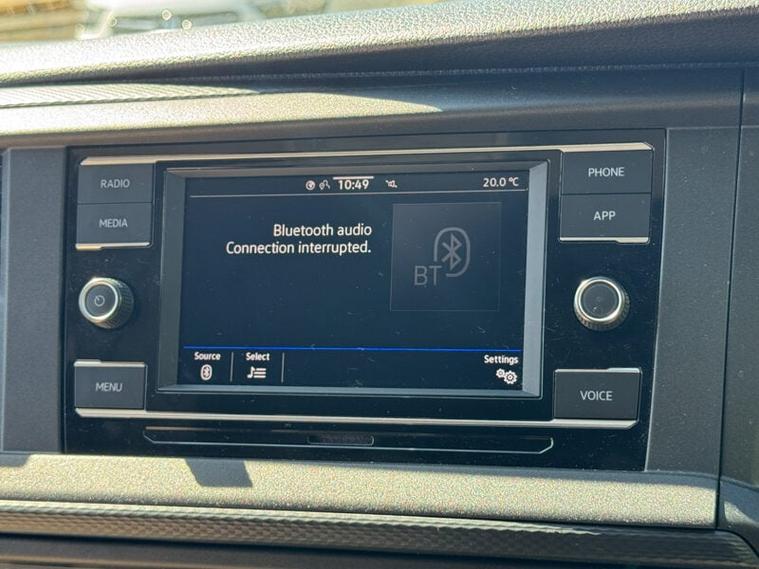 RADIO
MEDIA
MENU
10:49
20.0 °C
Bluetooth audio
Connection interrupted.
BT
Source
Select
Settings
PHONE
APP
VOICE